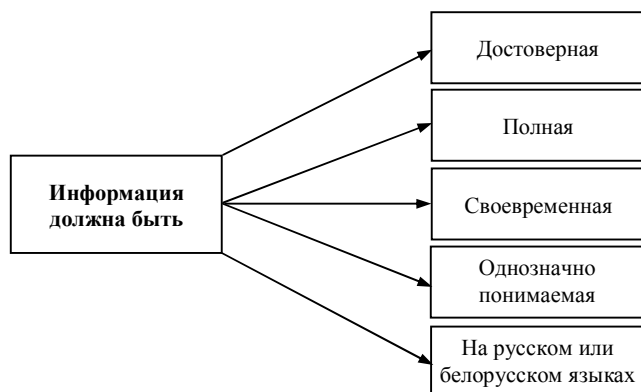 Информация
должна быть
Достоверная
Полная
Своевременная
Однозначно
понимаемая
На русском или
белорусском языках